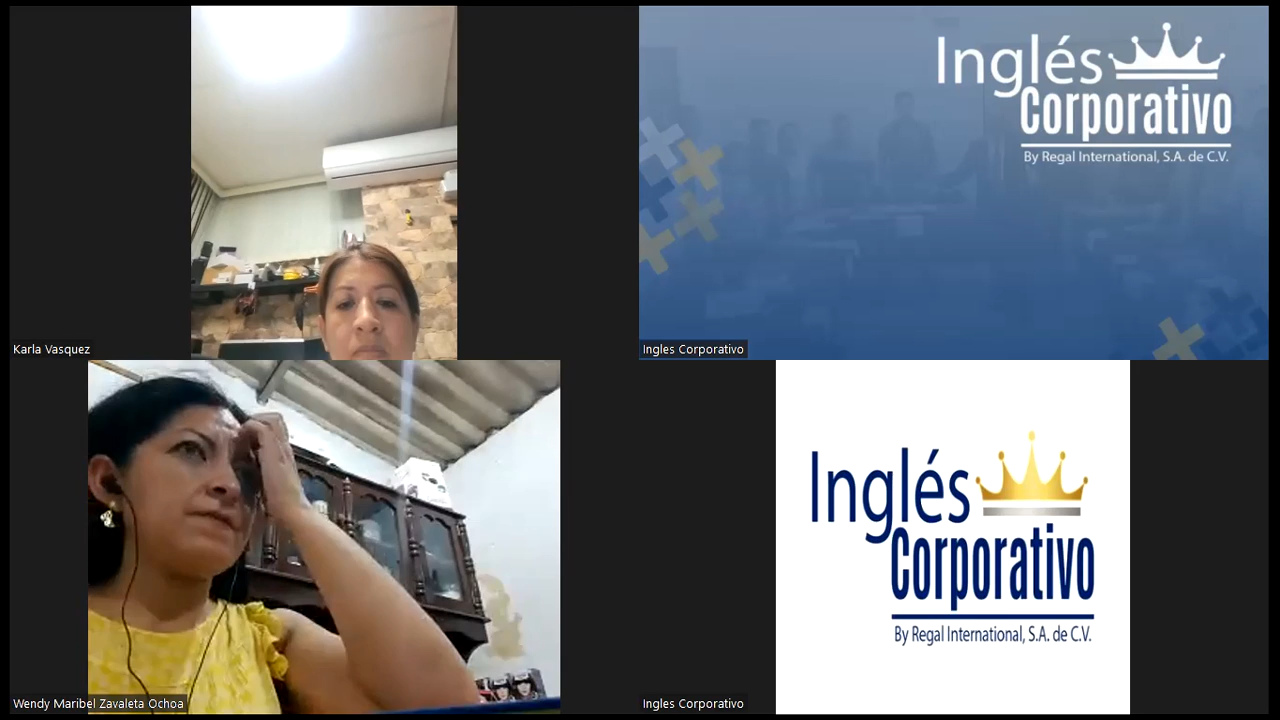 Inglés
Corporativo
By Regal International, S.A. de C.V.
Karla Vasquez
Ingles Corporativo
Inglés
Corporativo
By Regal International, S.A. de C.V.
Wendy Maribel Zavaleta Ochoa
Ingles Corporativo